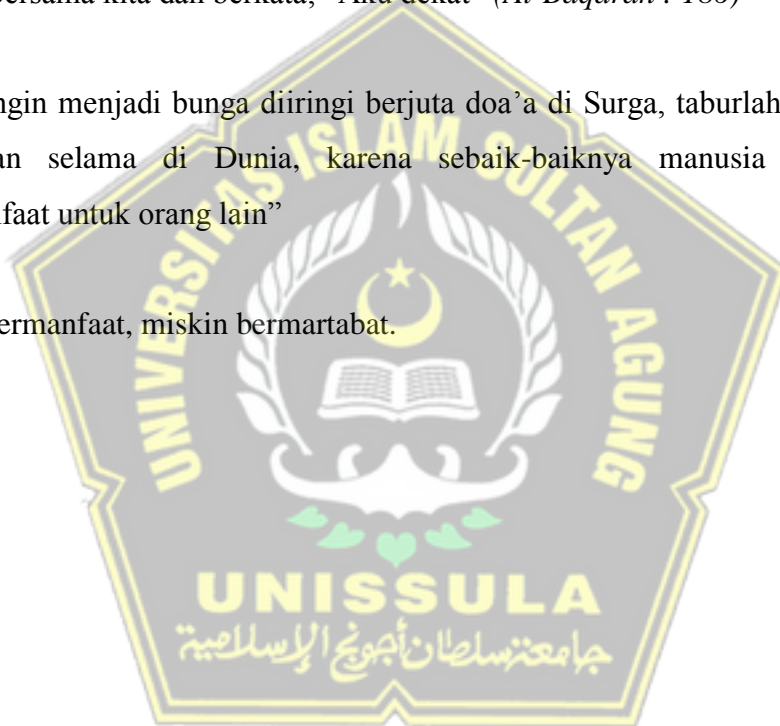 bersama kita dan berkata, "Aku dekat" (Al-Baqarah : 186)
ngin menjadi bunga diiringi berjuta doa'a di Surga, taburlah
an selama di Dunia, karena sebaik-baiknya manusia
faat untuk orang lain”
ermanfaat, miskin bermartabat.
UNIVERSITAS ISLAM SULTAN AGUNG
UNISSULA
جامعة سلطان أجونج الإسلامية